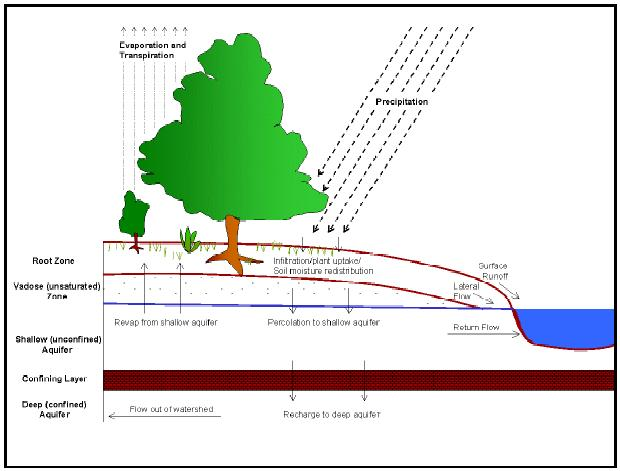 Evaporation and
Transpiration
Precipitation
Root Zone
Infiltration/plant uptake/
Soil moisture redistribution
Surface
Runoff
Lateral
Flow
Vadose (unsaturated)
Zone
Revap from shallow aquifer
Percolation to shallow aquifer
Return Flow
Shallow (unconfined)
Aquifer
Confining Layer
Deep (confined)
Aquifer
Flow out of watershed
Recharge to deep aquifer